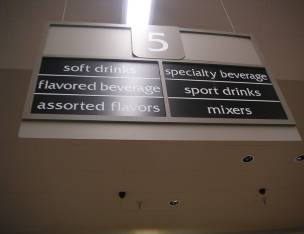 5
soft drinks
flavored beverage
assorted flavors
specialty beverage
sport drinks
mixers